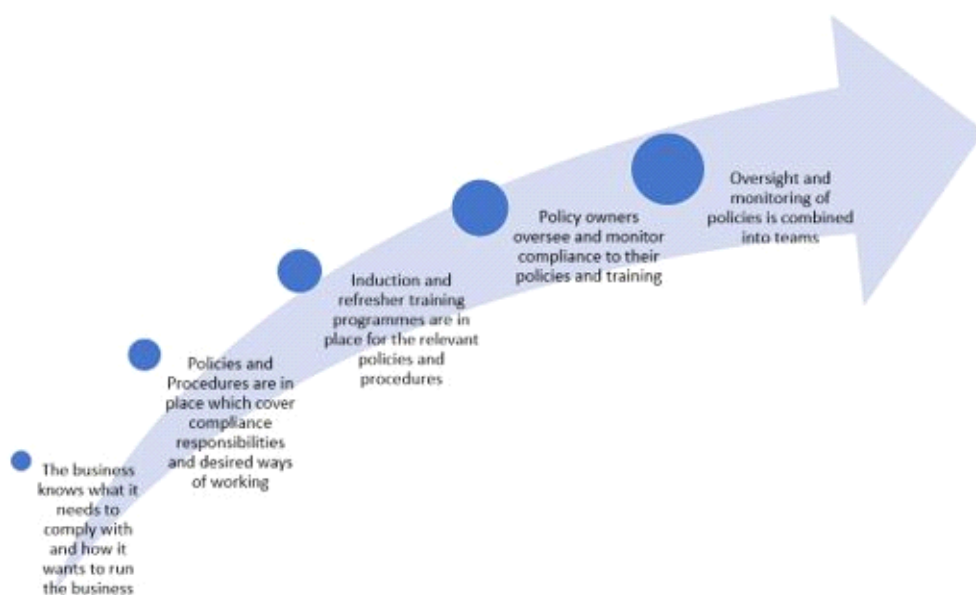 The business
knows what it
needs to
comply with
and how it
wants to run
the business
Policies and
Procedures are in
place which cover
compliance
responsibilities
and desired ways
of working
Induction and
refresher training
programmes are in
place for the relevant
policies and
procedures
Policy owners
oversee and monitor
compliance to their
policies and training
Oversight and
monitoring of
policies is combined
into teams